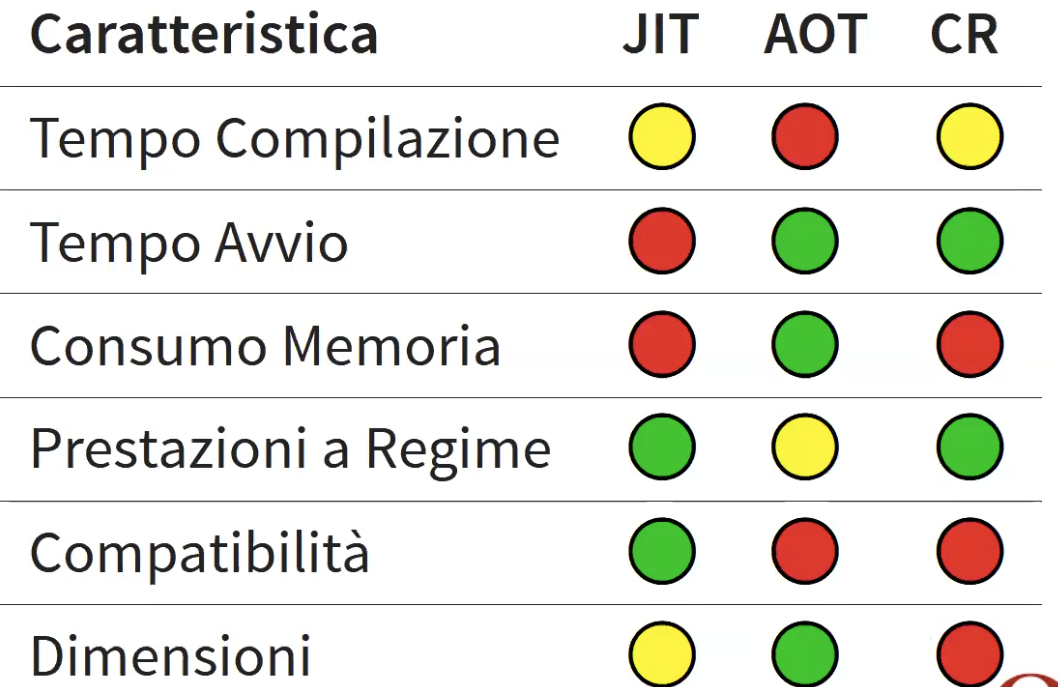 Caratteristica JIT AOT CR
Tempo Compilazione
Tempo Avvio
Consumo Memoria
Prestazioni a Regime
Compatibilità
Dimensioni